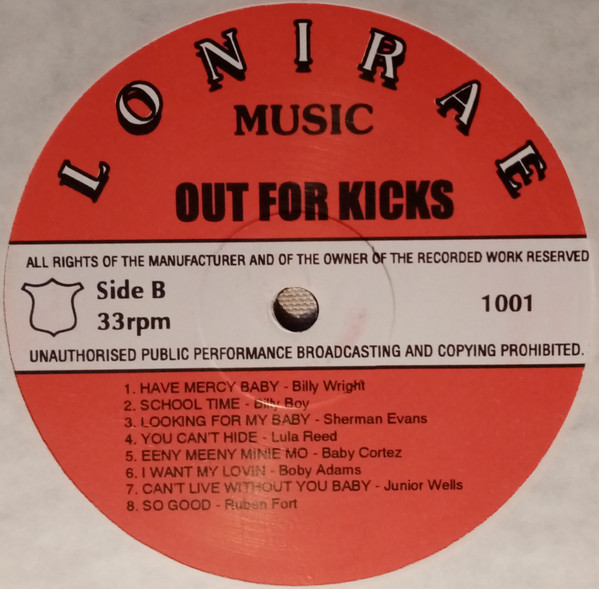 LONIRAE
MUSIC
OUT FOR KICKS
ALL RIGHTS OF THE MANUFACTURER AND OF THE OWNER OF THE RECORDED WORK RESERVED
Side B
33rpm
1001
UNAUTHORISED PUBLIC PERFORMANCE BROADCASTING AND COPYING PROHIBITED.
1. HAVE MERCY BABY - Billy Wright
2. SCHOOL TIME - Billy Boy
3. LOOKING FOR MY BABY - Sherman Evans
4. YOU CAN'T HIDE - Lula Reed
5. EENY MEENY MINIE MO - Baby Cortez
6. I WANT MY LOVIN - Boby Adams
7. CAN'T LIVE WITHOUT YOU BABY - Junior Wells
8. SO GOOD - Ruben Fort